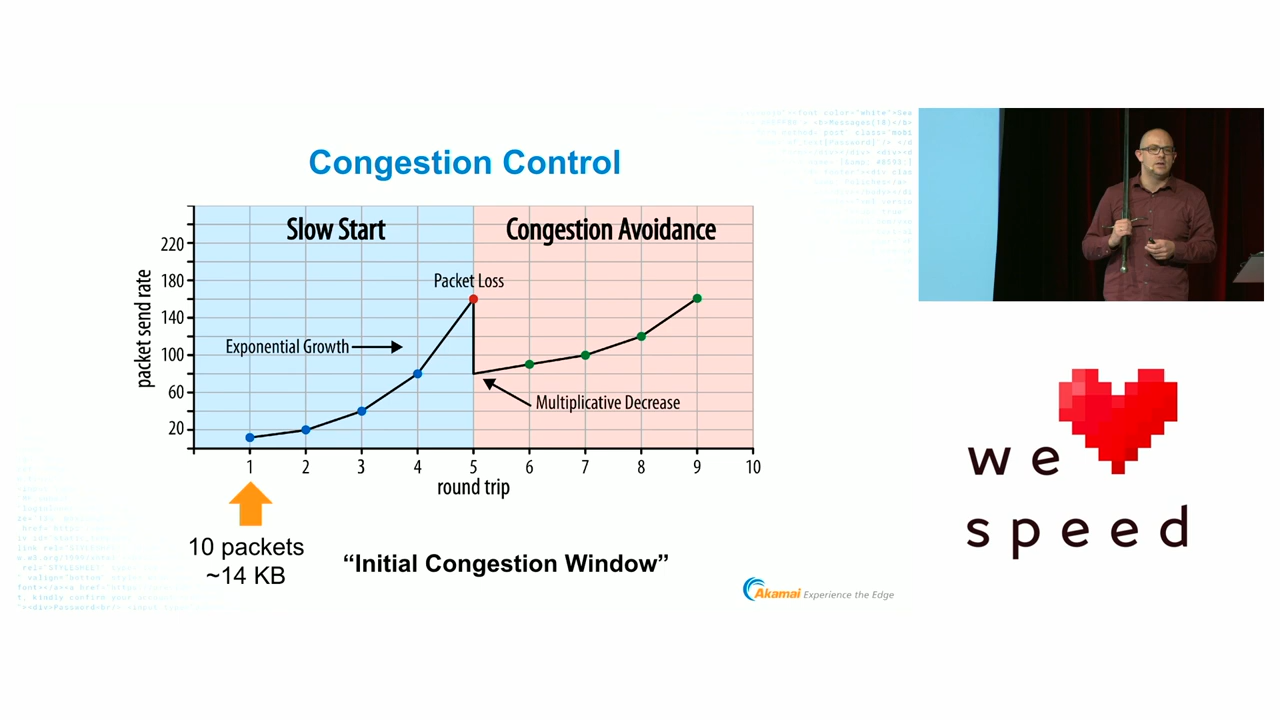 Congestion Control
Slow Start
Congestion Avoidance
220
180
140
100
60
20
packet send rate
Packet Loss
Exponential Growth
Multiplicative Decrease
1 2 3 4 5 6 7 8 9 10
round trip
10 packets
~14 KB
“Initial Congestion Window”
Akamai Experience the Edge
we
speed